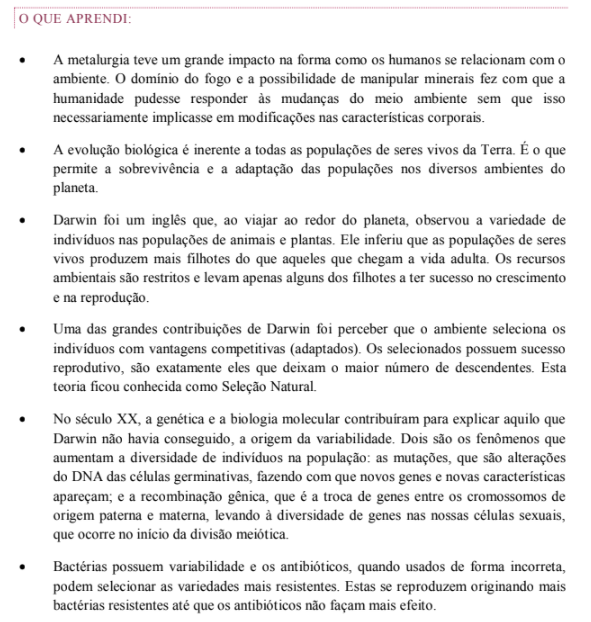 O QUE APRENDI:
• A metalurgia teve um grande impacto na forma como os humanos se relacionam com o
ambiente. O domínio do fogo e a possibilidade de manipular minerais fez com que a
humanidade pudesse responder às mudanças do meio ambiente sem que isso
necessariamente implicasse em modificações nas características corporais.
• A evolução biológica é inerente a todas as populações de seres vivos da Terra. É o que
permite a sobrevivência e a adaptação das populações nos diversos ambientes do
planeta.
• Darwin foi um inglês que, ao viajar ao redor do planeta, observou a variedade de
indivíduos nas populações de animais e plantas. Ele inferiu que as populações de seres
vivos produzem mais filhotes do que aqueles que chegam a vida adulta. Os recursos
ambientais são restritos e levam apenas alguns dos filhotes a ter sucesso no crescimento
e na reprodução.
• Uma das grandes contribuições de Darwin foi perceber que o ambiente seleciona os
indivíduos com vantagens competitivas (adaptados). Os selecionados possuem sucesso
reprodutivo, são exatamente eles que deixam o maior número de descendentes. Esta
teoria ficou conhecida como Seleção Natural.
• No século XX, a genética e a biologia molecular contribuíram para explicar aquilo que
Darwin não havia conseguido, a origem da variabilidade. Dois são os fenômenos que
aumentam a diversidade de indivíduos na população: as mutações, que são alterações
do DNA das células germinativas, fazendo com que novos genes e novas características
apareçam; e a recombinação gênica, que é a troca de genes entre os cromossomos de
origem paterna e materna, levando à diversidade de genes nas nossas células sexuais,
que ocorre no início da divisão meiótica.
• Bactérias possuem variabilidade e os antibióticos, quando usados de forma incorreta,
podem selecionar as variedades mais resistentes. Estas se reproduzem originando mais
bactérias resistentes até que os antibióticos não façam mais efeito.